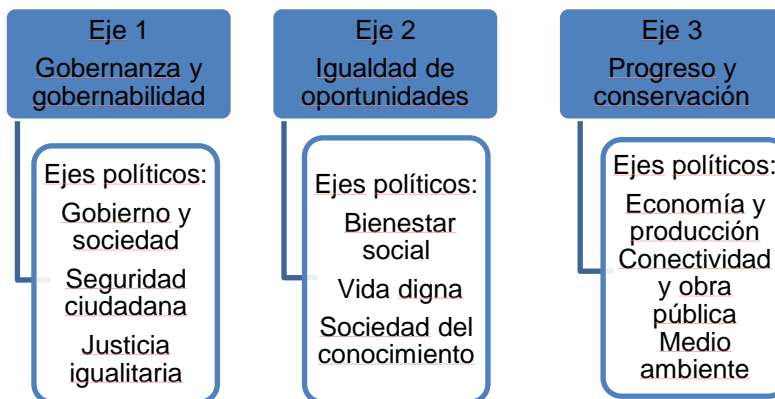 Eje 1
Gobernanza y
gobernabilidad
Ejes políticos:
Gobierno y
sociedad
Seguridad
ciudadana
Justicia
igualitaria
Eje 2
Igualdad de
oportunidades
Ejes políticos:
Bienestar
social
Vida digna
Sociedad del
conocimiento
Eje 3
Progreso y
conservación
Ejes políticos:
Economía y
producción
Conectividad
y obra
pública
Medio
ambiente